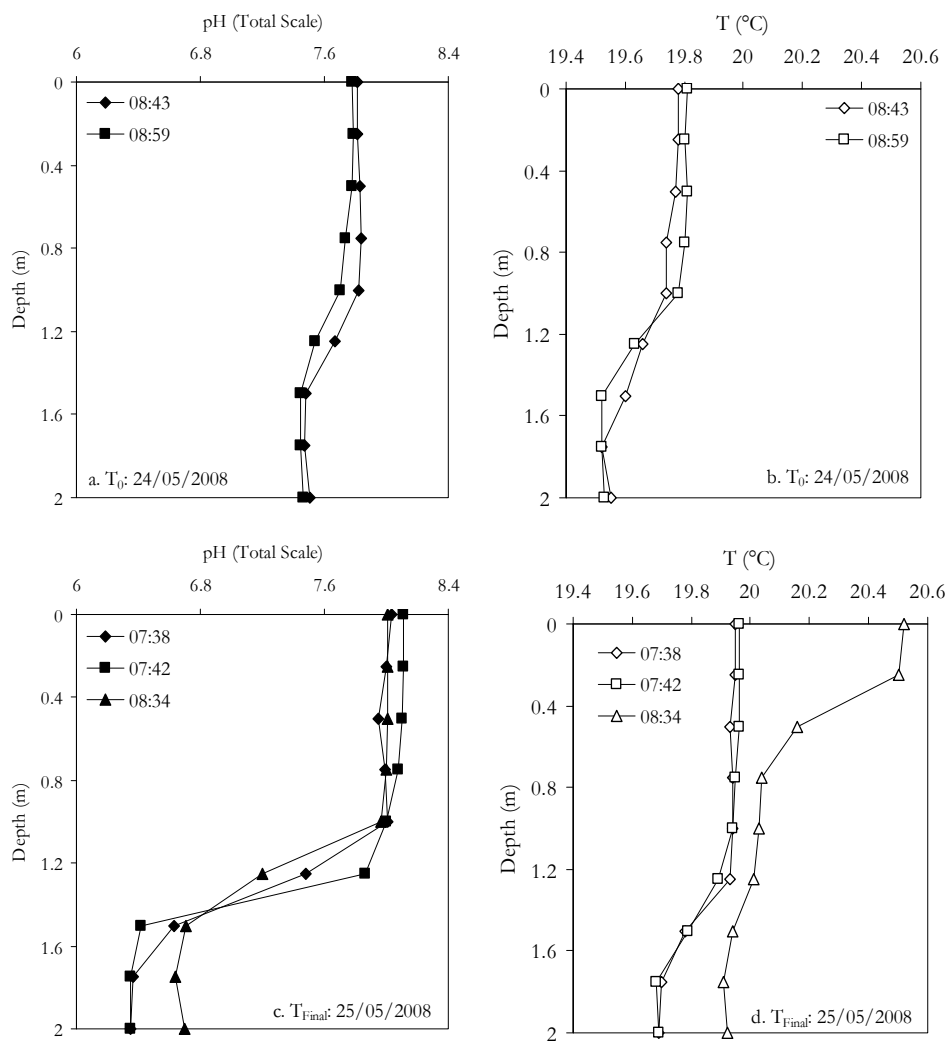 pH (Total Scale)
6 6.8 7.6 8.4
0
0.4
0.8
1.2
1.6
2
Depth (m)
08:43
08:59
a. T0: 24/05/2008
T (°C)
19.4 19.6 19.8 20 20.2 20.4 20.6
0
0.4
0.8
1.2
1.6
2
Depth (m)
08:43
08:59
b. T0: 24/05/2008
pH (Total Scale)
6 6.8 7.6 8.4
0
0.4
0.8
1.2
1.6
2
Depth (m)
07:38
07:42
08:34
c. TFinal: 25/05/2008
T (°C)
19.4 19.6 19.8 20 20.2 20.4 20.6
0
0.4
0.8
1.2
1.6
2
Depth (m)
07:38
07:42
08:34
d. TFinal: 25/05/2008